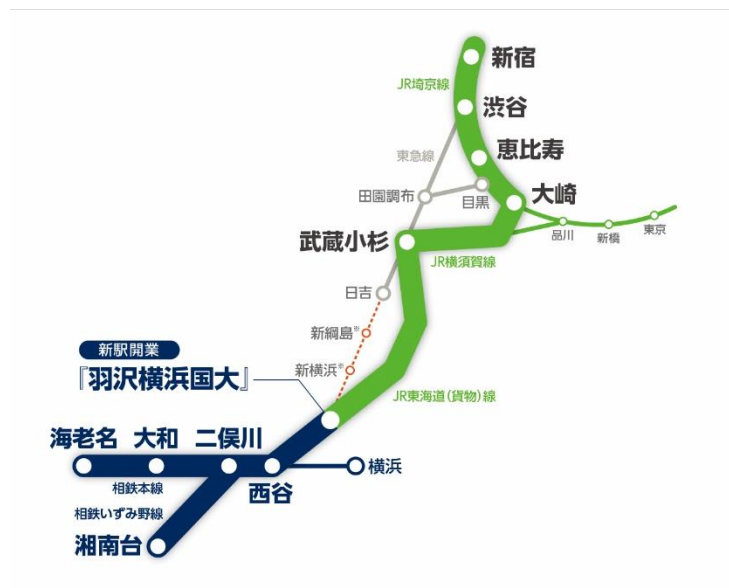 新宿
JR埼京線
渋谷
恵比寿
東急線
田園調布
目黒
大崎
品川
新橋
東京
武蔵小杉
JR横須賀線
日吉
新綱島※
新駅開業
『羽沢横浜国大』
新横浜※
JR東海道(貨物)線
海老名
大和
二俣川
横浜
西谷
相鉄本線
相鉄いずみ野線
湘南台